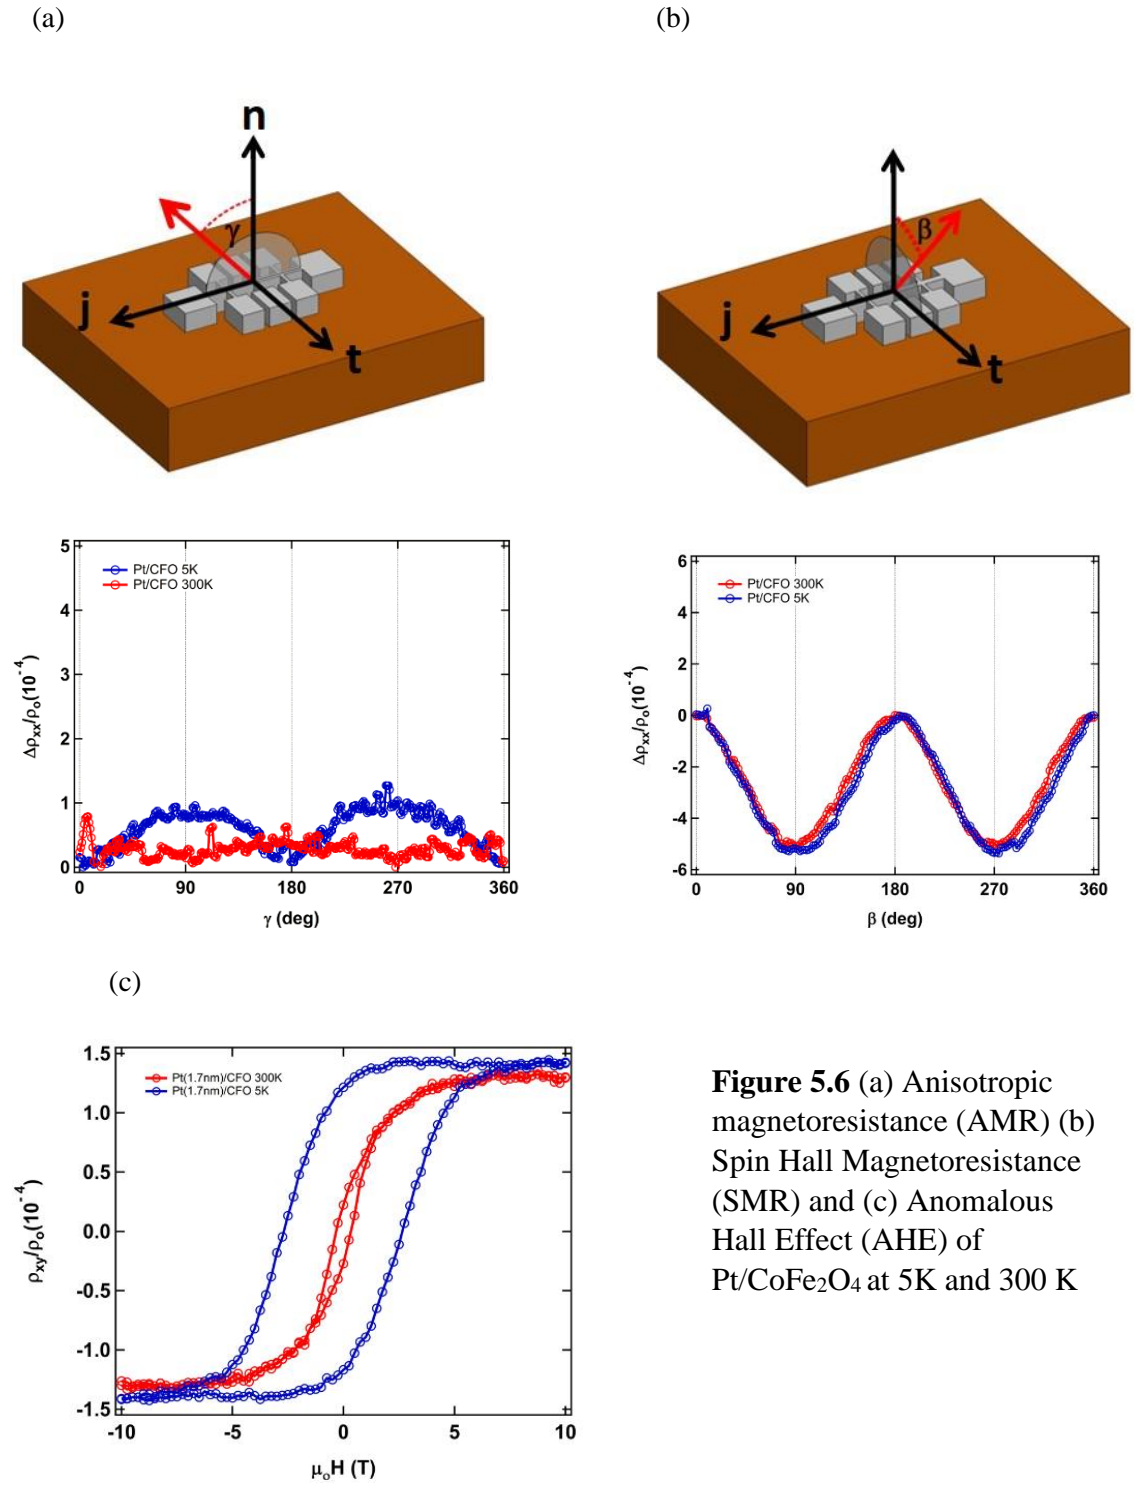 (a)
(b)
n
γ
j
t
β
j
t
5
4
3
2
1
0
Δρxx/ρo(10⁻⁴)
Pt/CFO 5K
Pt/CFO 300K
0 90 180 270 360
γ (deg)
6
4
2
0
-2
-4
-6
Δρxx/ρo(10⁻⁴)
Pt/CFO 300K
Pt/CFO 5K
0 90 180 270 360
β (deg)
(c)
1.5
1.0
0.5
0.0
-0.5
-1.0
-1.5
ρxy/ρo(10⁻⁴)
Pt(1.7nm)/CFO 300K
Pt(1.7nm)/CFO 5K
-10 -5 0 5 10
μoH (T)
Figure 5.6 (a) Anisotropic
magnetoresistance (AMR) (b)
Spin Hall Magnetoresistance
(SMR) and (c) Anomalous
Hall Effect (AHE) of
Pt/CoFe₂O₄ at 5K and 300 K